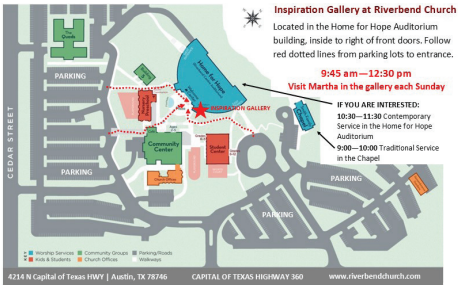 Inspiration Gallery at Riverbend Church
Located in the Home for Hope Auditorium
building, inside to right of front doors. Follow
red dotted lines from parking lots to entrance.
9:45 am—12:30 pm
Visit Martha in the gallery each Sunday
IF YOU ARE INTERESTED:
10:30—11:30 Contemporary
Service in the Home for Hope
Auditorium
9:00—10:00 Traditional Service
in the Chapel
PARKING
Home for Hope
INSPIRATION GALLERY
CEDAR STREET
PARKING
Community
Center
Student
Center
PARKING
PARKING
PARKING
KEY
Worship Services
Community Groups
Parking/Roads
Kids & Students
Church Offices
Walkways
4214 N Capital of Texas HWY | Austin, TX 78746
CAPITAL OF TEXAS HIGHWAY 360
www.riverbendchurch.com